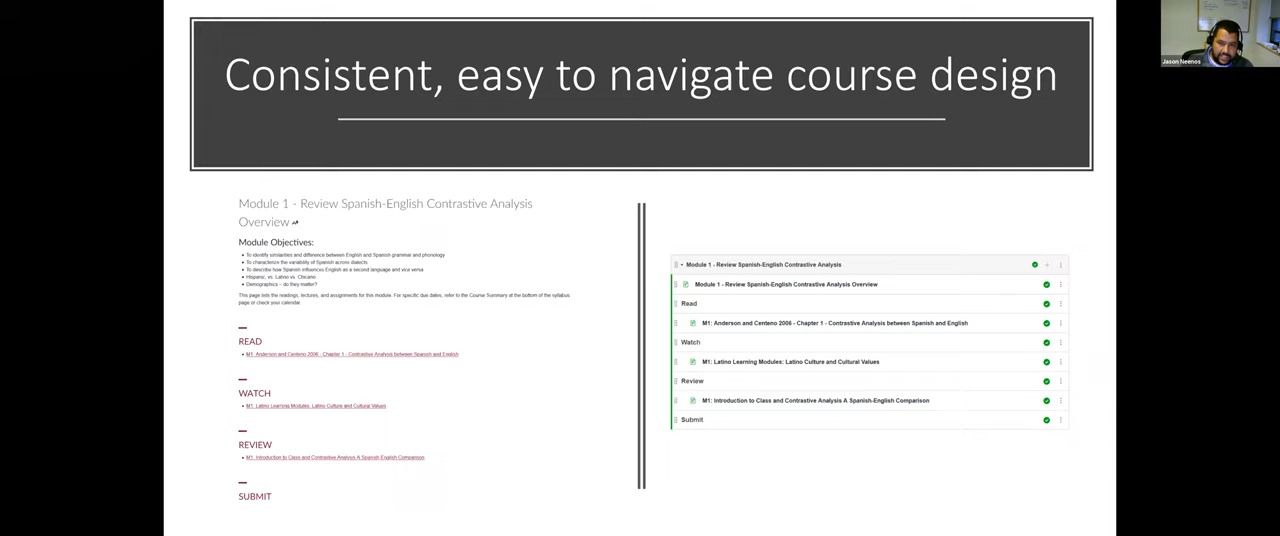 Consistent, easy to navigate course design
Jason Neenos
Module 1 - Review Spanish-English Contrastive Analysis
Overview
Module Objectives:
• To identify similarities and difference between English and Spanish grammar and phonology
• To characterize the variability of Spanish across dialects
• To describe how Spanish influences English as a second language and vice versa
• Hispanic vs. Latino vs. Chicano
• Demographics – do they matter?
This page lists the readings, lectures, and assignments for this module. For specific due dates, refer to the Course Summary at the bottom of the syllabus
page or check your calendar
READ
• M1: Anderson and Centeno 2006 - Chapter 1 - Contrastive Analysis between Spanish and English
WATCH
• M1: Latino Learning Modules: Latino Culture and Cultural Values
REVIEW
• M1: Introduction to Class and Contrastive Analysis A Spanish-English Comparison
SUBMIT
Module 1 - Review Spanish-English Contrastive Analysis
Module 1 - Review Spanish-English Contrastive Analysis Overview
Read
M1: Anderson and Centeno 2006 - Chapter 1 - Contrastive Analysis between Spanish and English
Watch
M1: Latino Learning Modules: Latino Culture and Cultural Values
Review
M1: Introduction to Class and Contrastive Analysis A Spanish-English Comparison
Submit